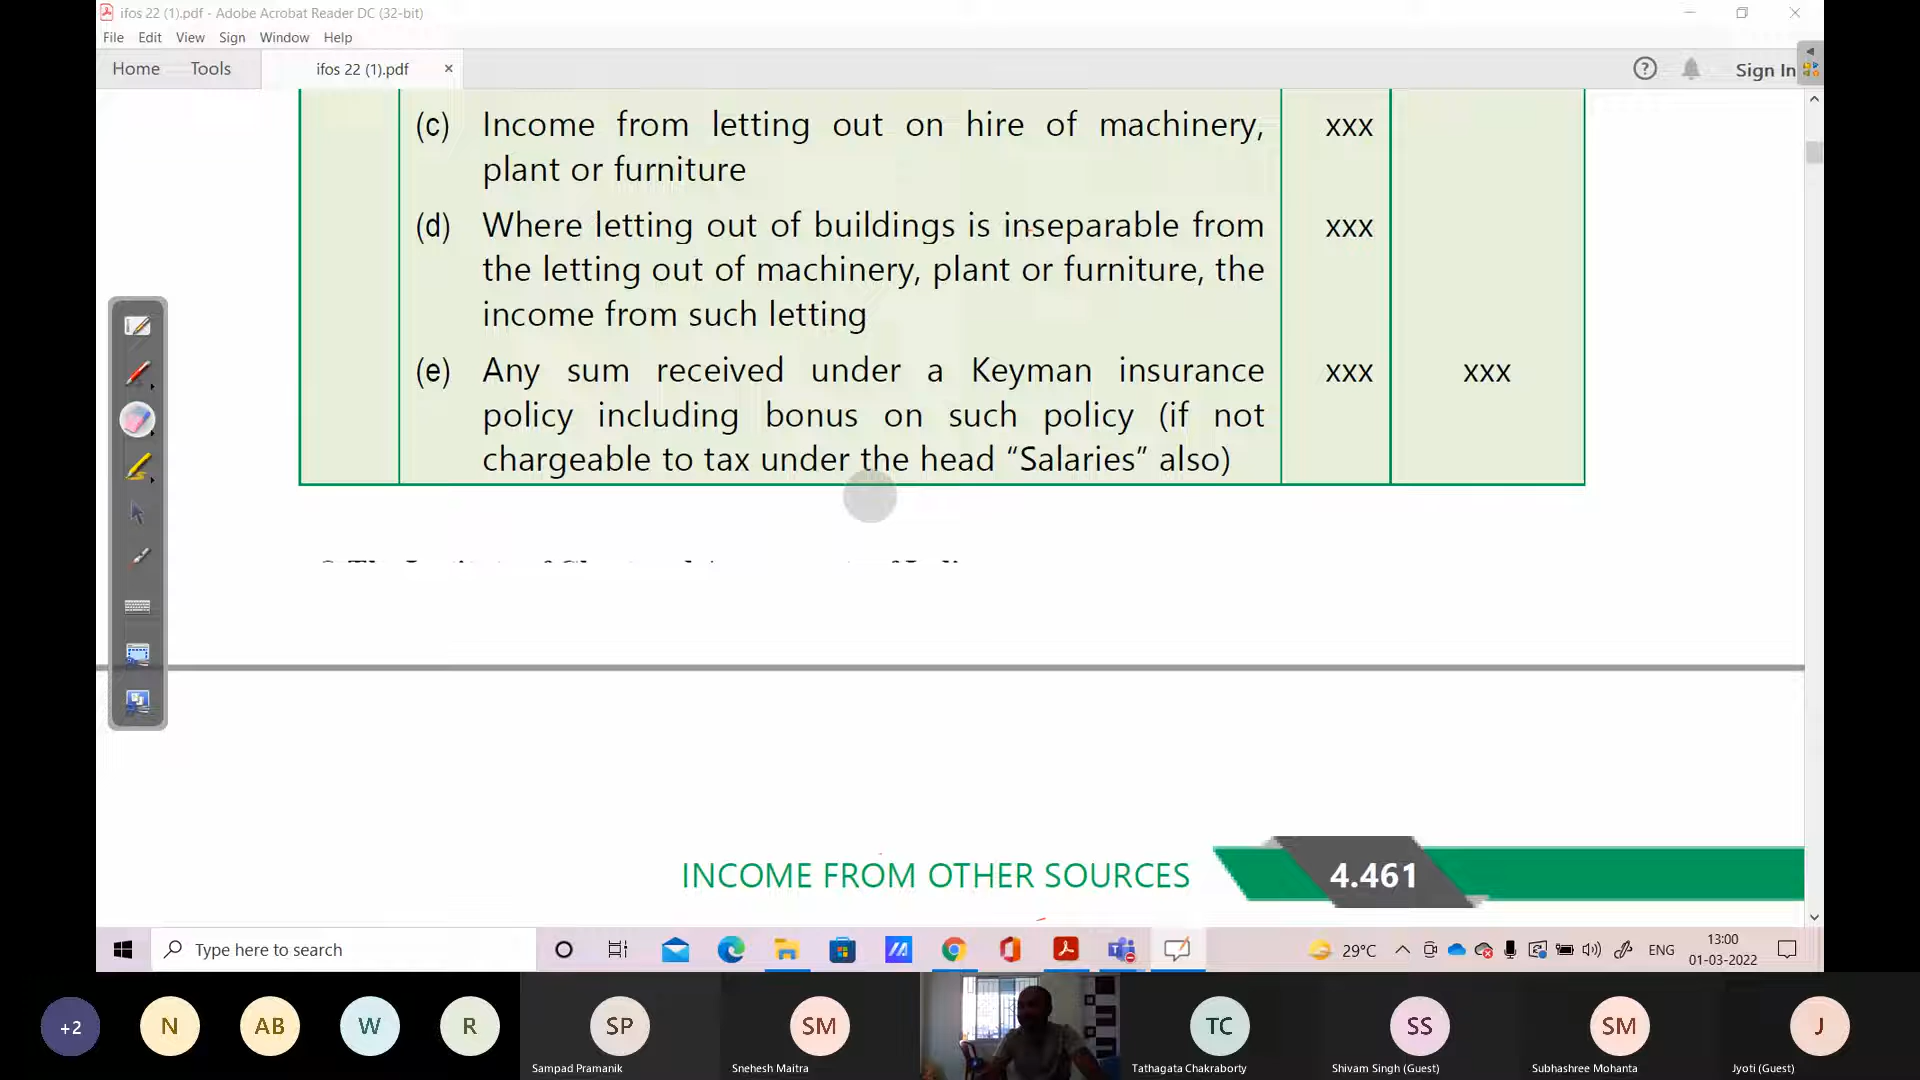 ifos 22 (1).pdf - Adobe Acrobat Reader DC (32-bit)
File Edit View Sign Window Help
Home Tools ifos 22 (1).pdf × Sign In
(c) Income from letting out on hire of machinery, xxx
plant or furniture
(d) Where letting out of buildings is inseparable from xxx
the letting out of machinery, plant or furniture, the
income from such letting
(e) Any sum received under a Keyman insurance xxx xxx
policy including bonus on such policy (if not
chargeable to tax under the head “Salaries” also)
INCOME FROM OTHER SOURCES 4.461
Type here to search 29°C ENG 13:00
01-03-2022
+2 N AB W R SP SM TC SS SM J
Sampad Pramanik Snehesh Maitra Tathagata Chakraborty Shivam Singh (Guest) Subhashree Mohanta Jyoti (Guest)